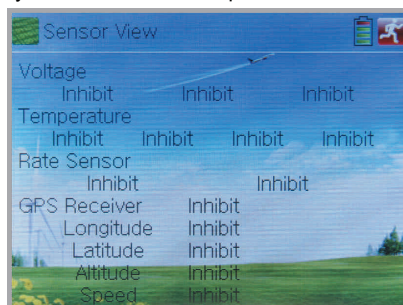 Sensor View
Voltage
Inhibit Inhibit Inhibit
Temperature
Inhibit Inhibit Inhibit Inhibit
Rate Sensor
Inhibit Inhibit
GPS Receiver Inhibit
Longitude Inhibit
Latitude Inhibit
Altitude Inhibit
Speed Inhibit